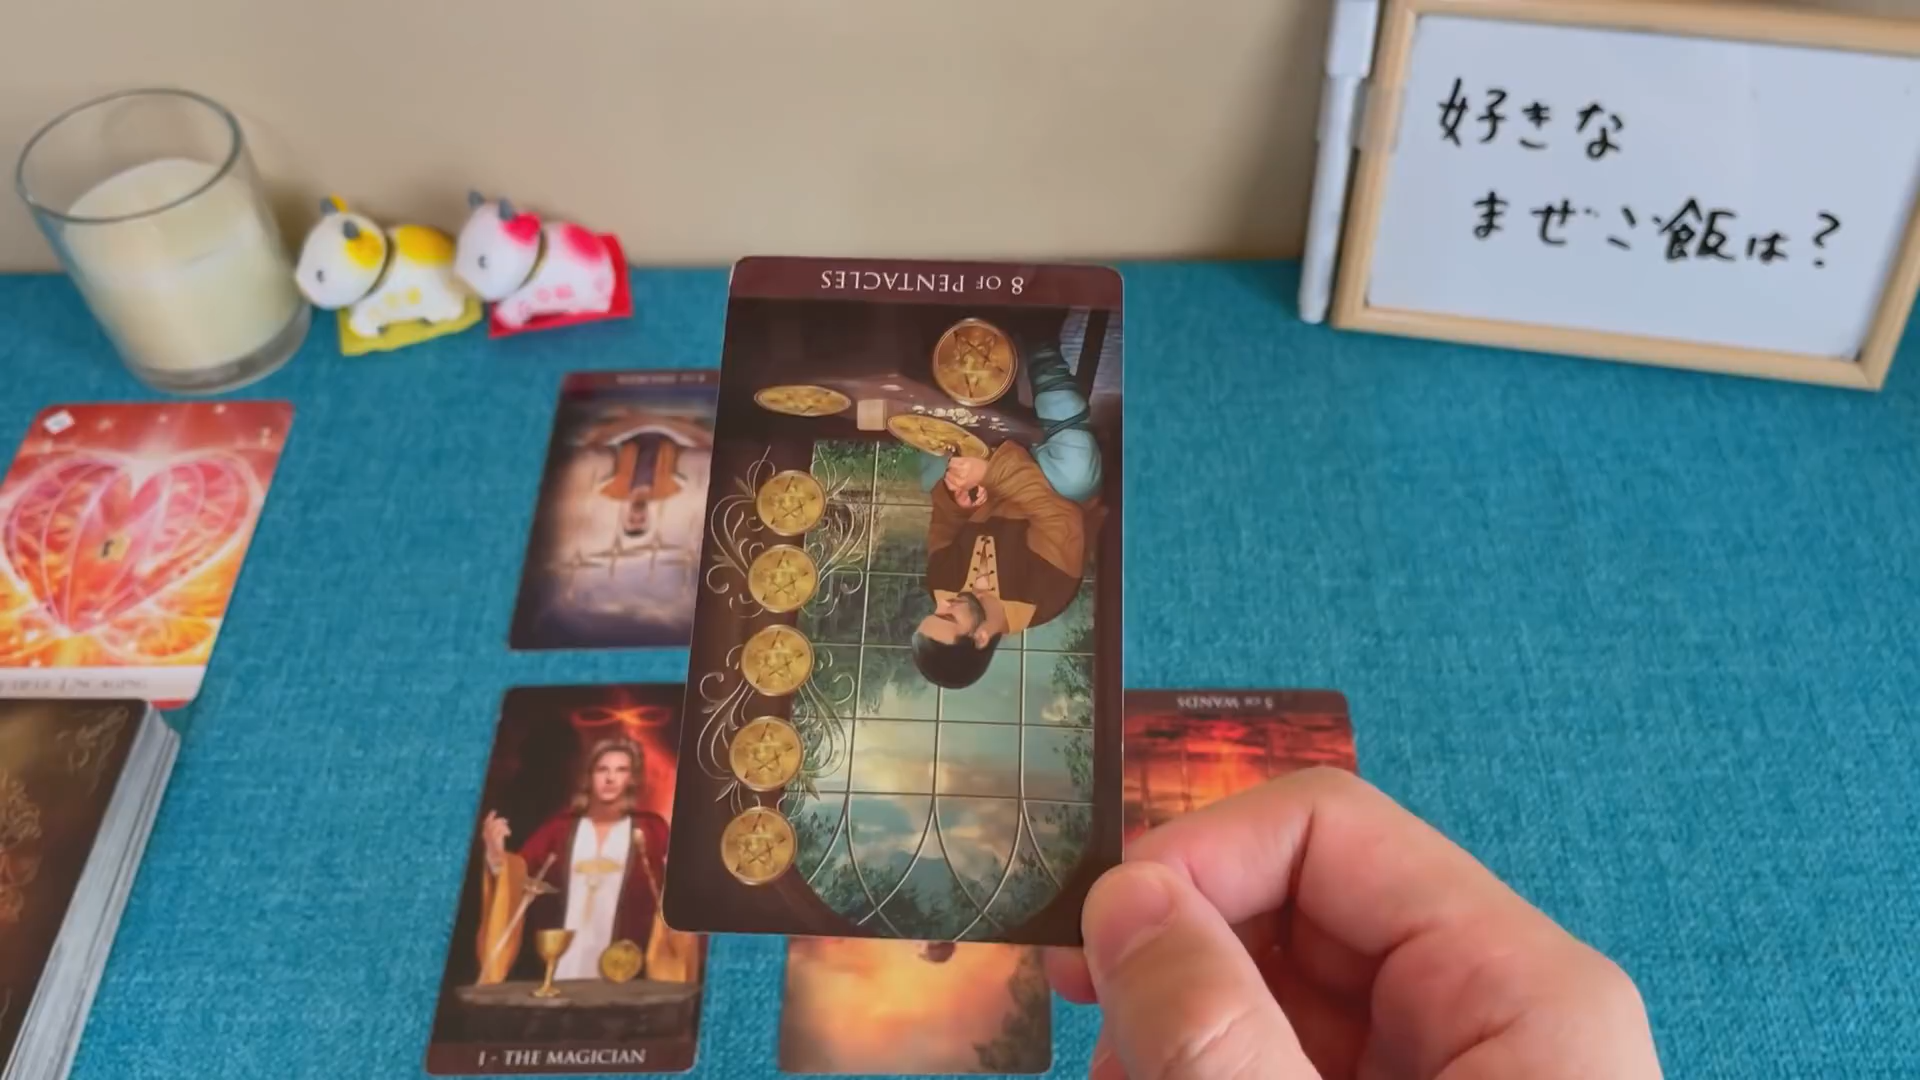 好きな
まぜご飯は?
8 OF PENTACLES
5 OF WANDS
I - THE MAGICIAN